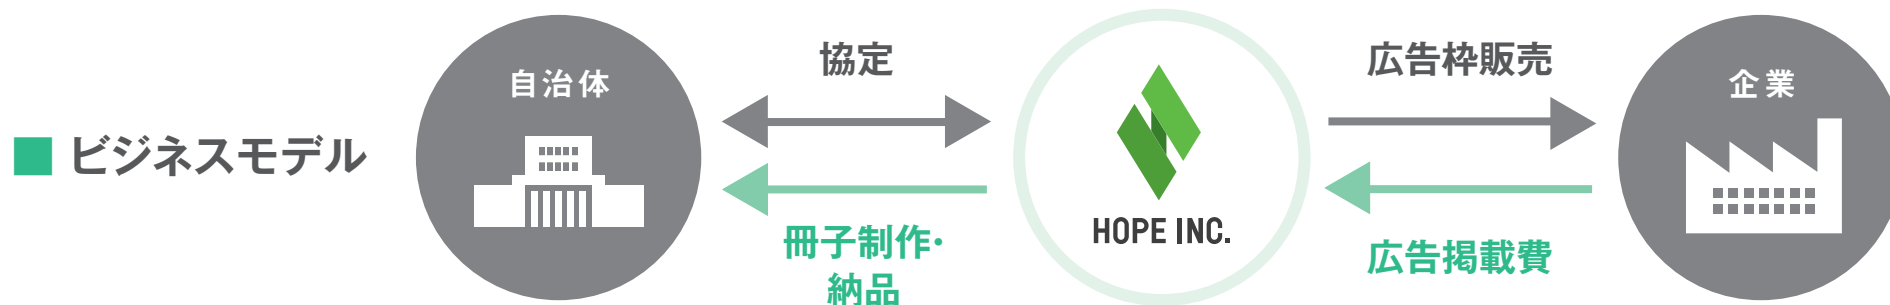 ■ ビジネスモデル
自治体
協定
冊子制作・
納品
HOPE INC.
広告枠販売
広告掲載費
企業